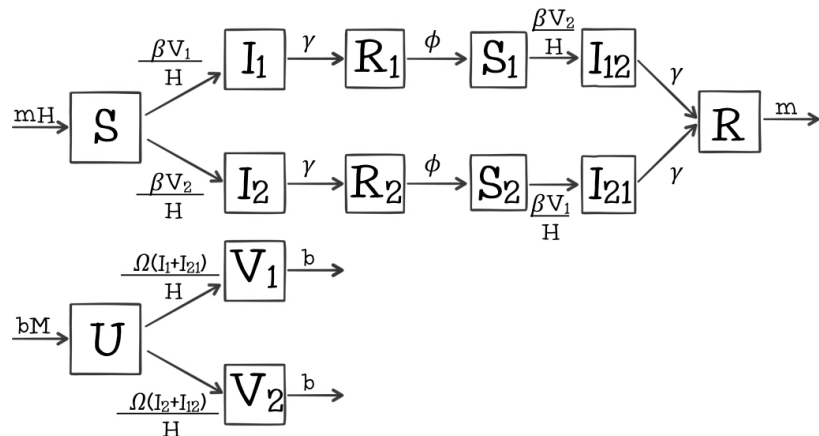 βV₁
H
γ
ϕ
βV₂
H
I₁
R₁
S₁
I₁₂
γ
mH
S
R
m
βV₂
H
γ
ϕ
I₂
R₂
S₂
I₂₁
γ
βV₁
H
Ω(I₁+I₂₁)
H
V₁
b
bM
U
Ω(I₂+I₁₂)
H
V₂
b